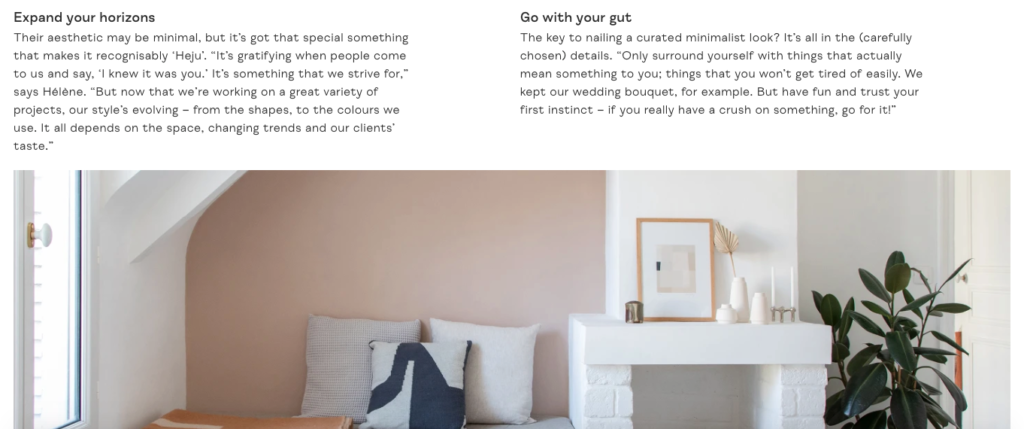 Expand your horizons
Their aesthetic may be minimal, but it’s got that special something
that makes it recognisably ‘Heju’. “It’s gratifying when people come
to us and say, ‘I knew it was you.’ It’s something that we strive for,”
says Hélène. “But now that we’re working on a great variety of
projects, our style’s evolving – from the shapes, to the colours we
use. It all depends on the space, changing trends and our clients’
taste.”
Go with your gut
The key to nailing a curated minimalist look? It’s all in the (carefully
chosen) details. “Only surround yourself with things that actually
mean something to you; things that you won’t get tired of easily. We
kept our wedding bouquet, for example. But have fun and trust your
first instinct – if you really have a crush on something, go for it!”